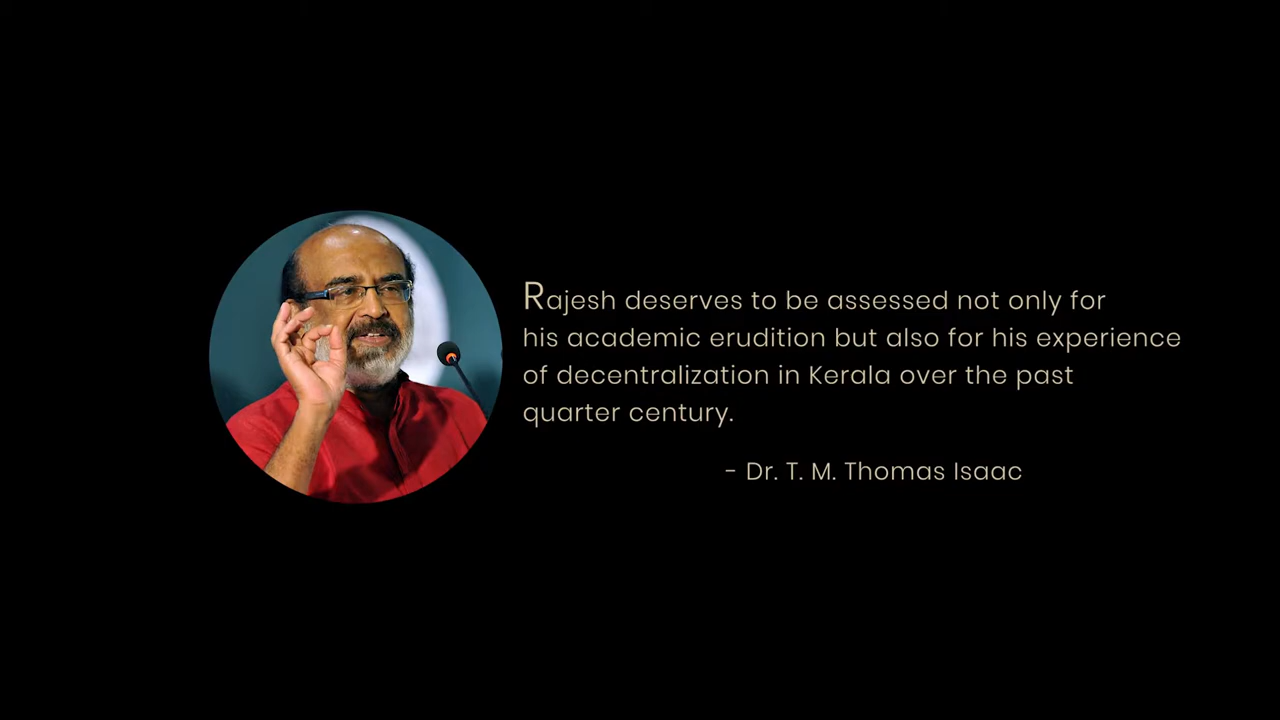 Rajesh deserves to be assessed not only for
his academic erudition but also for his experience
of decentralization in Kerala over the past
quarter century.
- Dr. T. M. Thomas Isaac